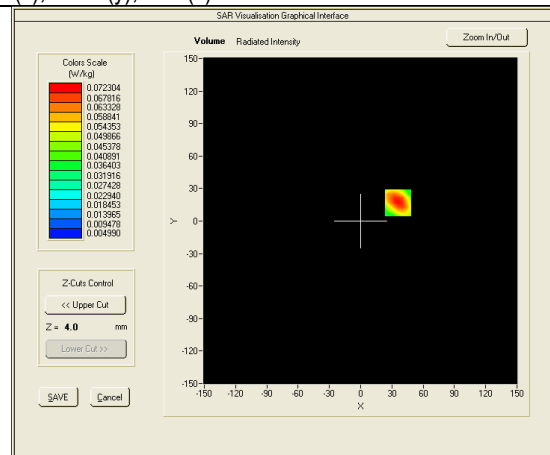 SAR Visualisation Graphical Interface
Volume Radiated Intensity
Zoom In/Out
Colors Scale
(W/kg)
0.072304
0.067816
0.063328
0.058841
0.054353
0.049866
0.045378
0.040891
0.036403
0.031916
0.027428
0.022940
0.018453
0.013965
0.009478
0.004990
Z-Cuts Control
<< Upper Cut
Z = 4.0 mm
Lower Cut >>
SAVE Cancel
150
120
90
60
30
0
-30
-60
-90
-120
-150
Y
-150 -120 -90 -60 -30 0 30 60 90 120 150
X